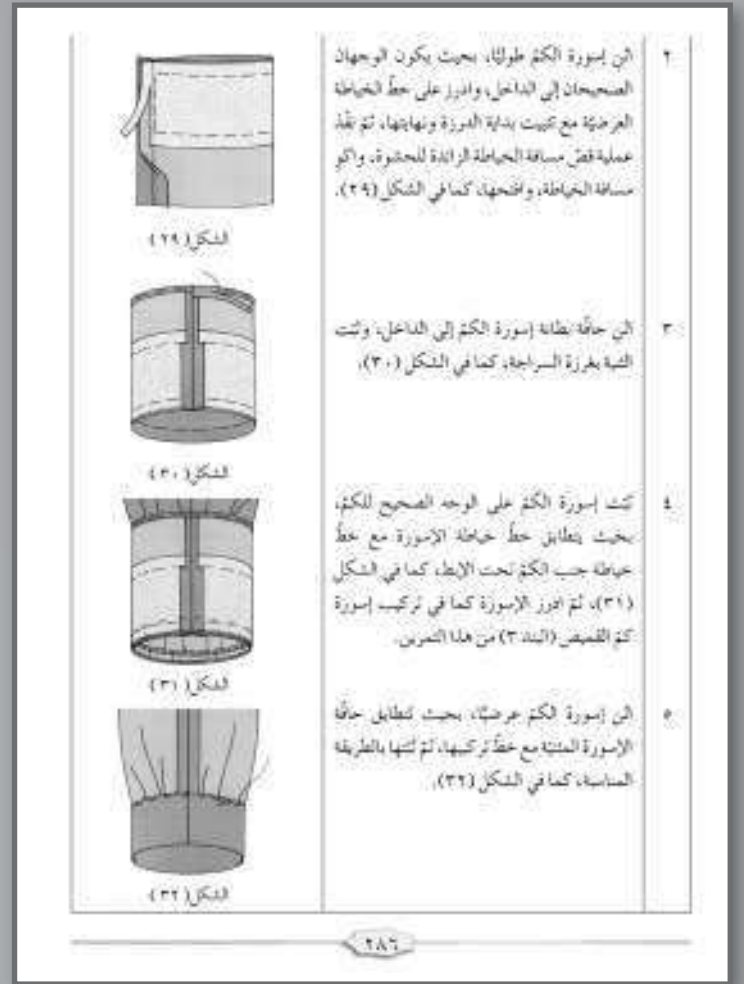 ٢
اثنِ إسورة الكمّ طوليًّا، بحيث يكون الوجهان
الصحيحان إلى الداخل، وادرز على خطّ الخياطة
العرضيّة مع تثبيت بداية الدرزة ونهايتها، ثمّ نفّذ
عملية قصّ مسافة الخياطة الزائدة للحشوة، واكوِ
مسافة الخياطة، وافتحها، كما في الشكل (٢٩).
الشكل (٢٩)
٣
اثنِ حافّة بطانة إسورة الكمّ إلى الداخل، وثبّت
الثنية بغرزة السراجة، كما في الشكل (٣٠).
الشكل (٣٠)
٤
ثبّت إسورة الكمّ على الوجه الصحيح للكمّ،
بحيث يتطابق خطّ خياطة الإسورة مع خطّ
خياطة جنب الكمّ تحت الإبط، كما في الشكل
(٣١)، ثمّ ادرز الإسورة كما في تركيب إسورة
كمّ القميص (البند ٣) من هذا التمرين.
الشكل (٣١)
٥
اثنِ إسورة الكمّ عرضيًّا، بحيث تتطابق حافّة
الإسورة المثنيّة مع خطّ تركيبها، ثمّ ثبّتها بالطريقة
المناسبة، كما في الشكل (٣٢).
الشكل (٣٢)
٢٨٦